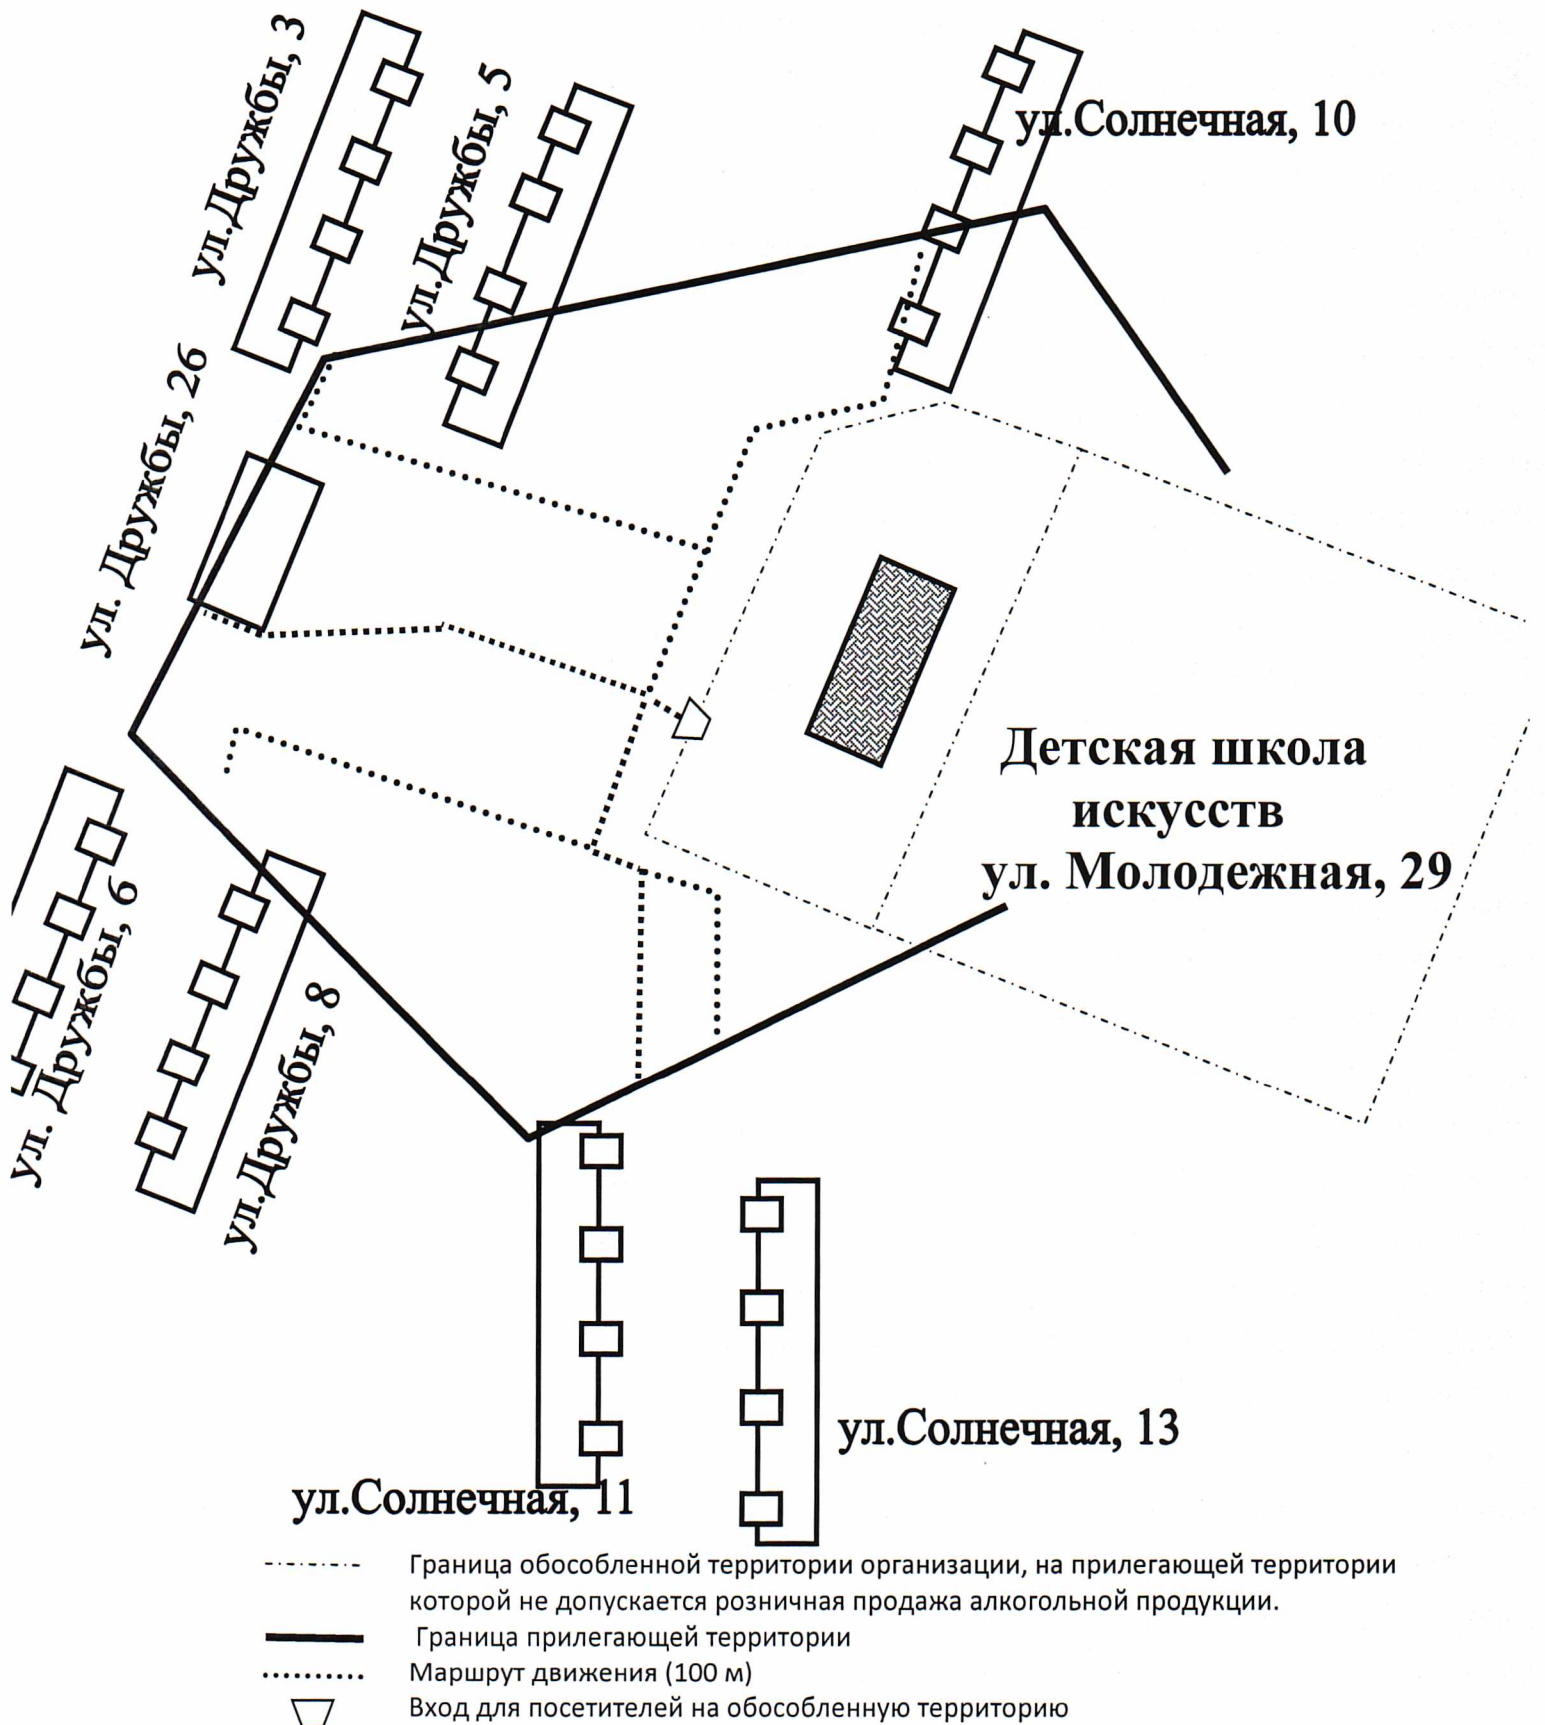 ул.Дружбы, 3
ул.Дружбы, 5
ул.Солнечная, 10
ул. Дружбы, 26
Детская школа
искусств
ул. Молодежная, 29
ул. Дружбы, 6
ул.Дружбы, 8
ул.Солнечная, 13
ул.Солнечная, 11
Граница обособленной территории организации, на прилегающей территории
которой не допускается розничная продажа алкогольной продукции.
Граница прилегающей территории
Маршрут движения (100 м)
Вход для посетителей на обособленную территорию